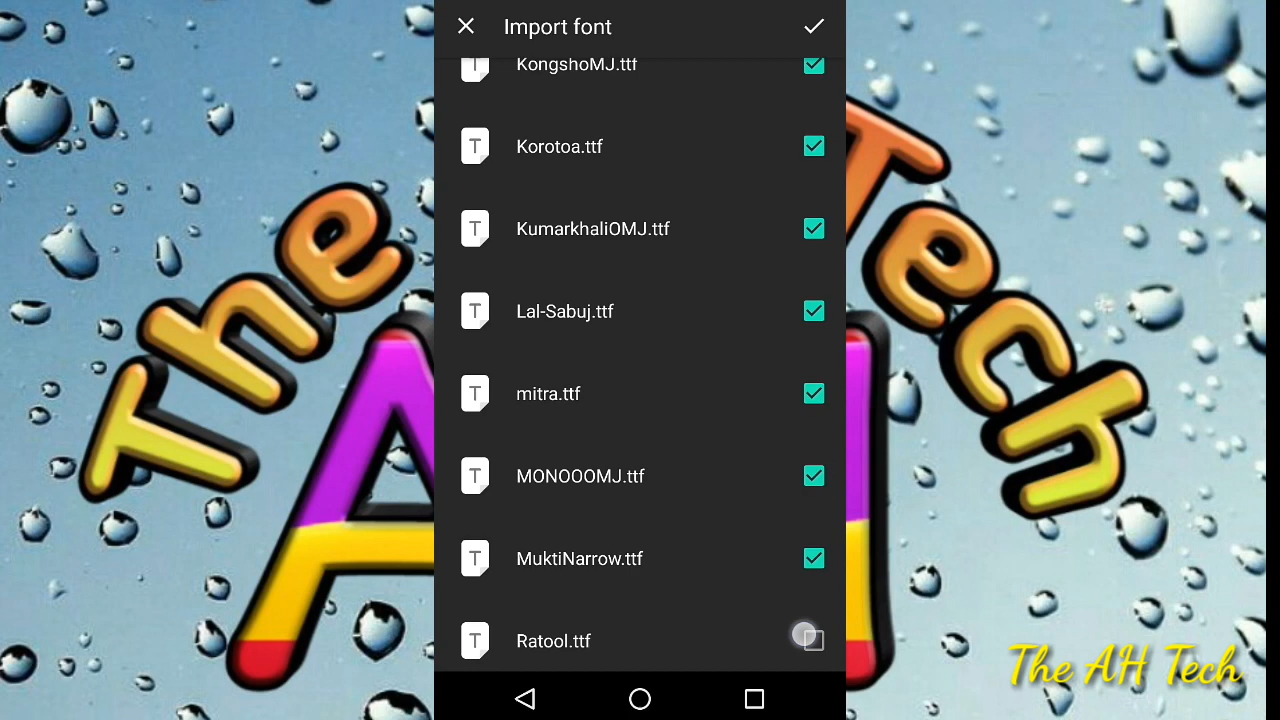 Import font
KongshoMJ.ttf
T Korotoa.ttf
T KumarkhaliOMJ.ttf
T Lal-Sabuj.ttf
T mitra.ttf
T MONOOOMJ.ttf
T MuktiNarrow.ttf
T Ratool.ttf
The
A
Tech
The AH Tech